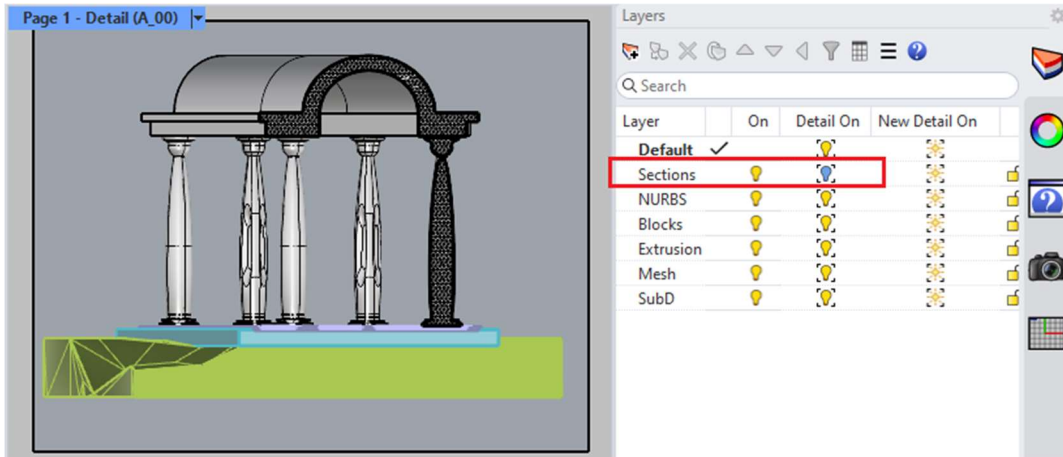 Page 1 - Detail (A_00)
Layers
Search
Layer On Detail On New Detail On
Default
Sections
NURBS
Blocks
Extrusion
Mesh
SubD